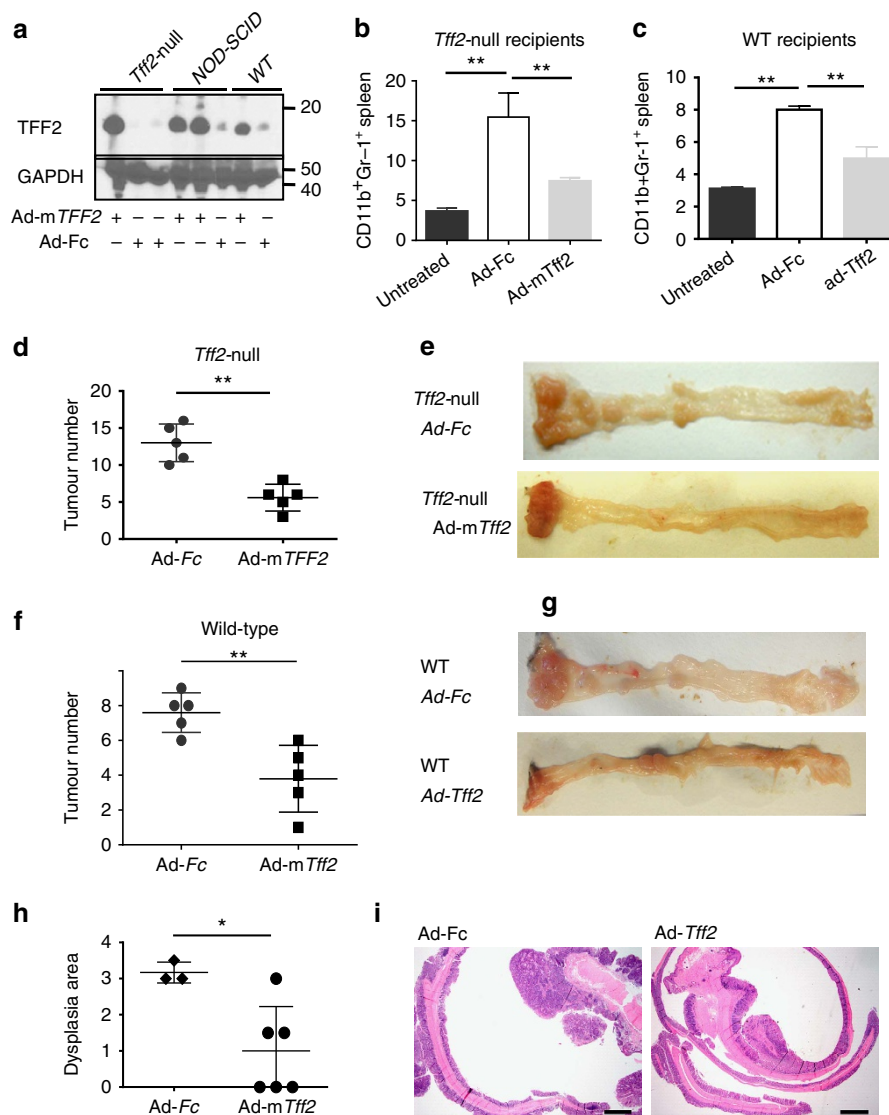 a
Tff2-null
NOD-SCID
WT
TFF2
GAPDH
20
50
40
Ad-mTFF2 + – – + + – + –
Ad-Fc – + + – – + – +
b
Tff2-null recipients
** **
CD11b+Gr–1+ spleen
20
15
10
5
0
Untreated
Ad-Fc
Ad-mTff2
c
WT recipients
** **
CD11b+Gr-1+ spleen
8
6
4
2
0
Untreated
Ad-Fc
ad-Tff2
d
Tff2-null
**
Tumour number
20
15
10
5
0
Ad-Fc Ad-mTFF2
e
Tff2-null
Ad-Fc
Tff2-null
Ad-mTff2
f
Wild-type
**
Tumour number
8
6
4
2
0
Ad-Fc Ad-mTff2
g
WT
Ad-Fc
WT
Ad-Tff2
h
*
Dysplasia area
4
3
2
1
0
Ad-Fc Ad-mTff2
i
Ad-Fc Ad-Tff2